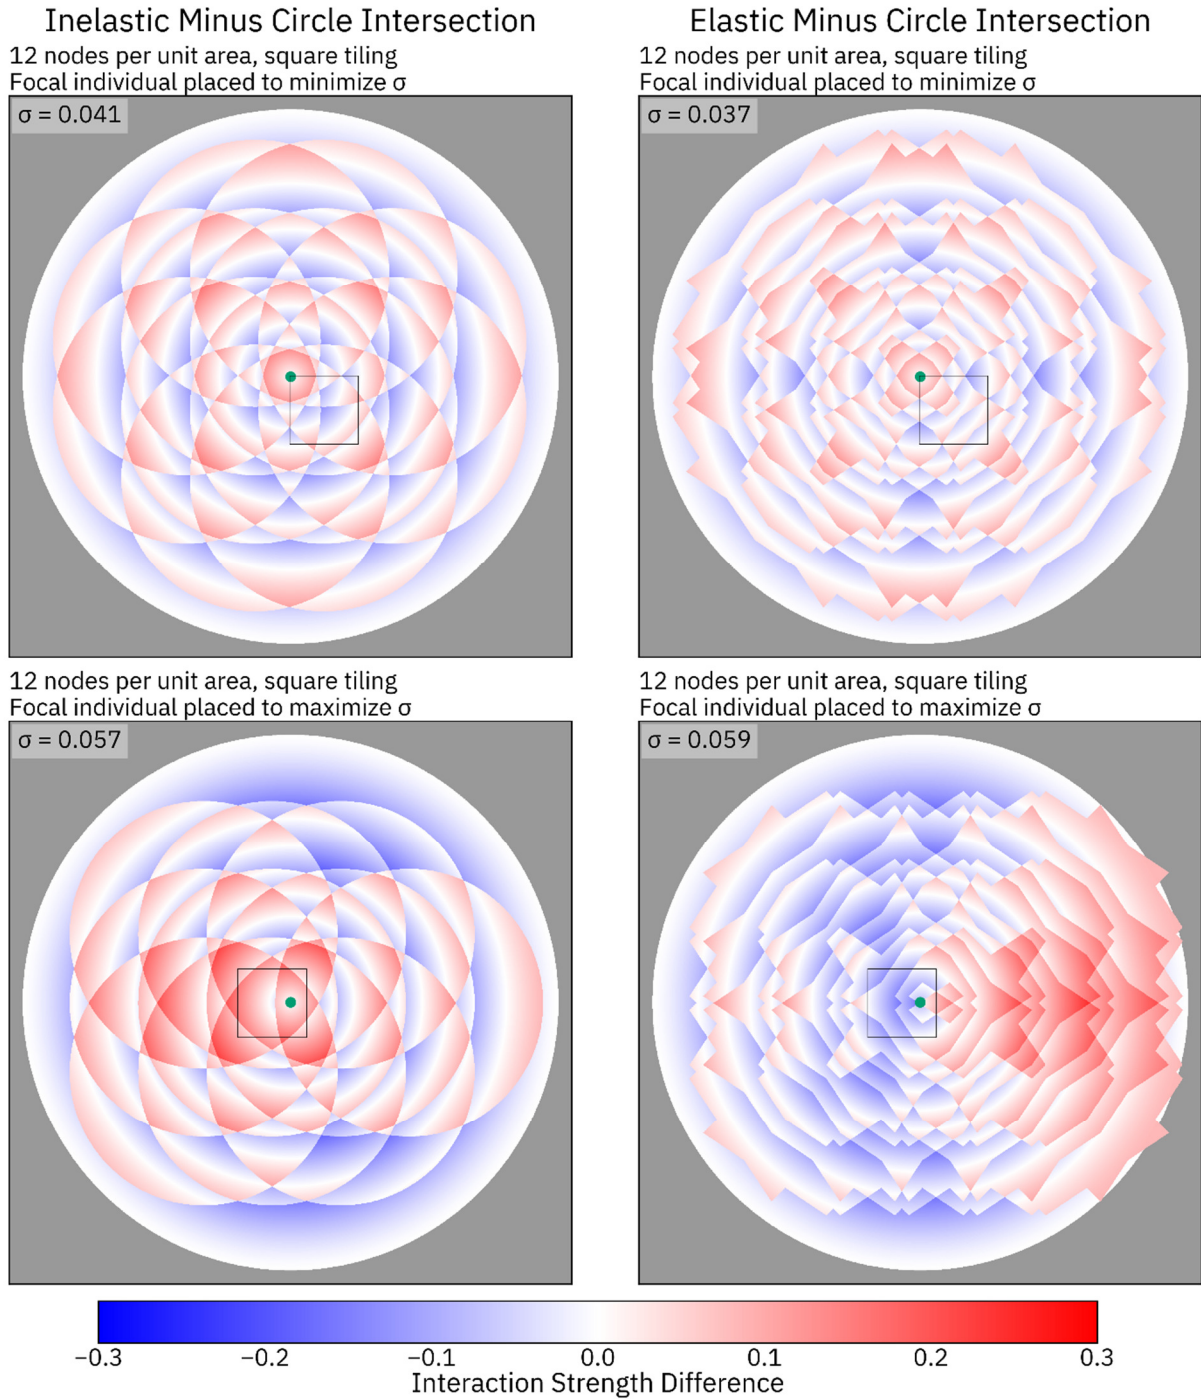 Inelastic Minus Circle Intersection
12 nodes per unit area, square tiling
Focal individual placed to minimize σ
σ = 0.041
Elastic Minus Circle Intersection
12 nodes per unit area, square tiling
Focal individual placed to minimize σ
σ = 0.037
12 nodes per unit area, square tiling
Focal individual placed to maximize σ
σ = 0.057
12 nodes per unit area, square tiling
Focal individual placed to maximize σ
σ = 0.059
−0.3 −0.2 −0.1 0.0 0.1 0.2 0.3
Interaction Strength Difference